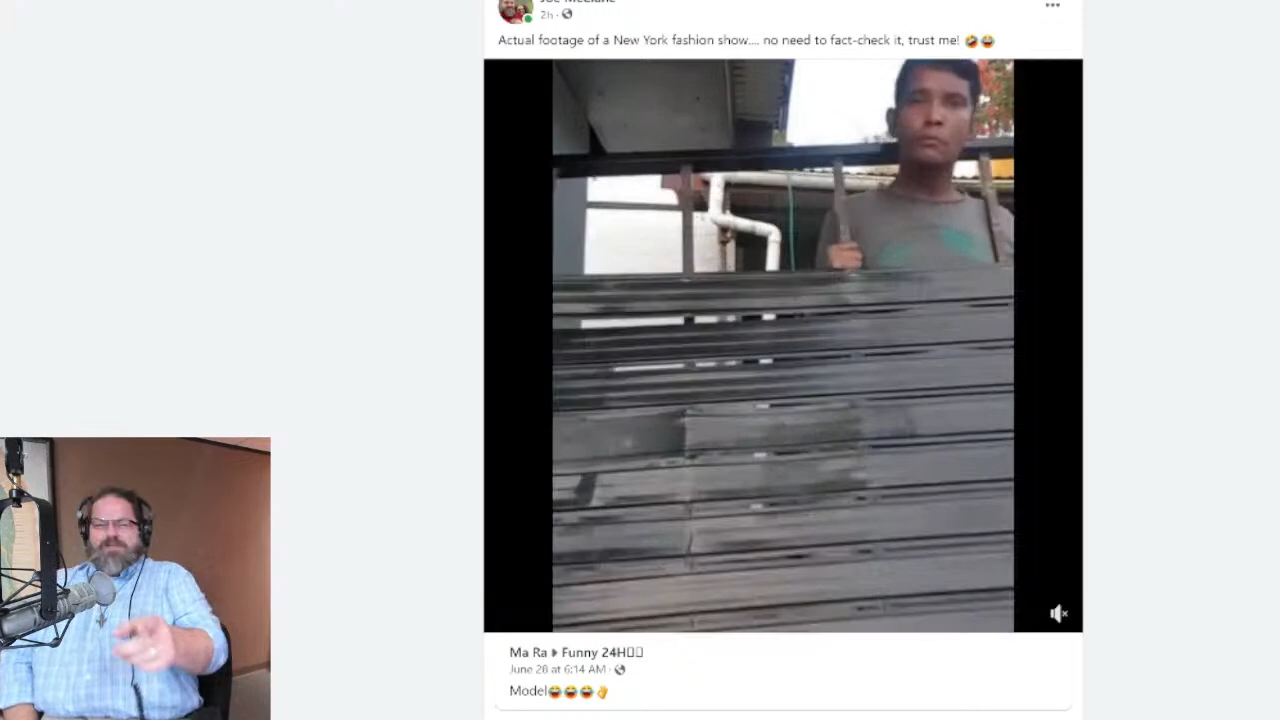 2h ·
Actual footage of a New York fashion show.... no need to fact-check it, trust me! 🤣😂
Ma Ra ▸ Funny 24H
June 28 at 6:14 AM ·
Model😂😂😂👌